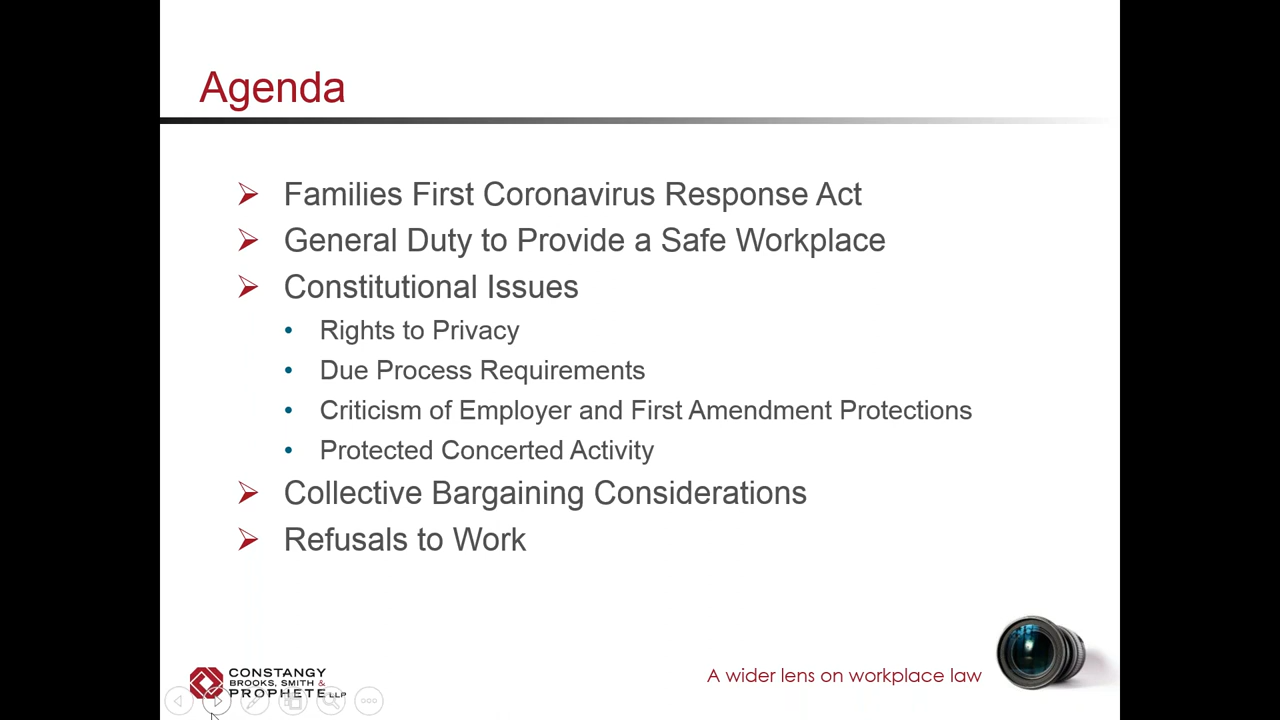 Agenda
Families First Coronavirus Response Act
General Duty to Provide a Safe Workplace
Constitutional Issues
Rights to Privacy
Due Process Requirements
Criticism of Employer and First Amendment Protections
Protected Concerted Activity
Collective Bargaining Considerations
Refusals to Work
CONSTANGY
BROOKS, SMITH &
PROPHETE LLP
A wider lens on workplace law